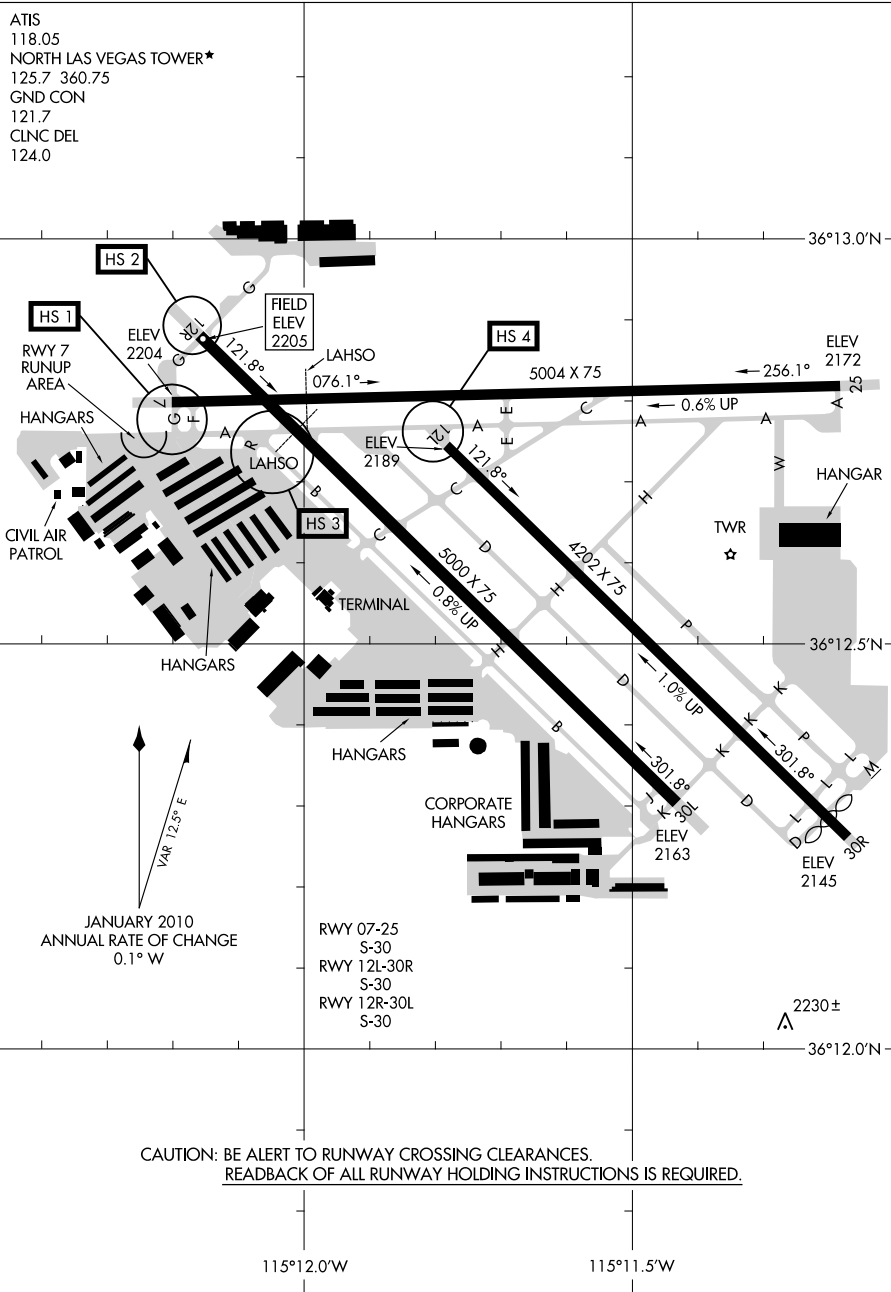 ATIS
118.05
NORTH LAS VEGAS TOWER★
125.7 360.75
GND CON
121.7
CLNC DEL
124.0
36°13.0'N
HS 2
G
HS 1
FIELD
ELEV
2205
ELEV
2204
12R
G
121.8°
LAHSO
HS 4
ELEV
2172
RWY 7
RUNUP
AREA
076.1°
5004 X 75
256.1°
25
HANGARS
7
G
F
A
R
LAHSO
12L
A
E
E
C
A
0.6% UP
A
A
ELEV
2189
121.8°
W
HANGAR
B
C
H
CIVIL AIR
PATROL
HS 3
C
D
TWR
5000 X 75
4202 X 75
0.8% UP
H
TERMINAL
P
HANGARS
H
36°12.5'N
D
1.0% UP
K
HANGARS
B
K
P
K
L
M
301.8°
301.8°
L
CORPORATE
HANGARS
K
30L
D
L
D
30R
ELEV
2163
ELEV
2145
VAR 12.5° E
JANUARY 2010
ANNUAL RATE OF CHANGE
0.1° W
RWY 07-25
S-30
RWY 12L-30R
S-30
RWY 12R-30L
S-30
2230±
36°12.0'N
CAUTION: BE ALERT TO RUNWAY CROSSING CLEARANCES.
READBACK OF ALL RUNWAY HOLDING INSTRUCTIONS IS REQUIRED.
115°12.0'W
115°11.5'W